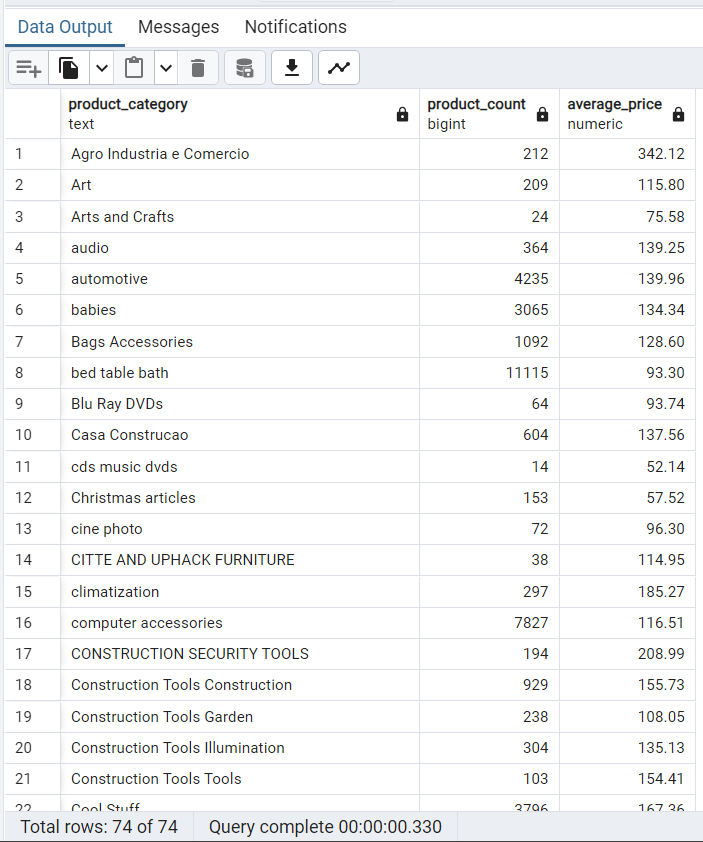 Data Output Messages Notifications
product_category product_count average_price
text bigint numeric
1 Agro Industria e Comercio 212 342.12
2 Art 209 115.80
3 Arts and Crafts 24 75.58
4 audio 364 139.25
5 automotive 4235 139.96
6 babies 3065 134.34
7 Bags Accessories 1092 128.60
8 bed table bath 11115 93.30
9 Blu Ray DVDs 64 93.74
10 Casa Construcao 604 137.56
11 cds music dvds 14 52.14
12 Christmas articles 153 57.52
13 cine photo 72 96.30
14 CITTE AND UPHACK FURNITURE 38 114.95
15 climatization 297 185.27
16 computer accessories 7827 116.51
17 CONSTRUCTION SECURITY TOOLS 194 208.99
18 Construction Tools Construction 929 155.73
19 Construction Tools Garden 238 108.05
20 Construction Tools Illumination 304 135.13
21 Construction Tools Tools 103 154.41
22 Cool Stuff 3796 167.36
Total rows: 74 of 74 Query complete 00:00:00.330